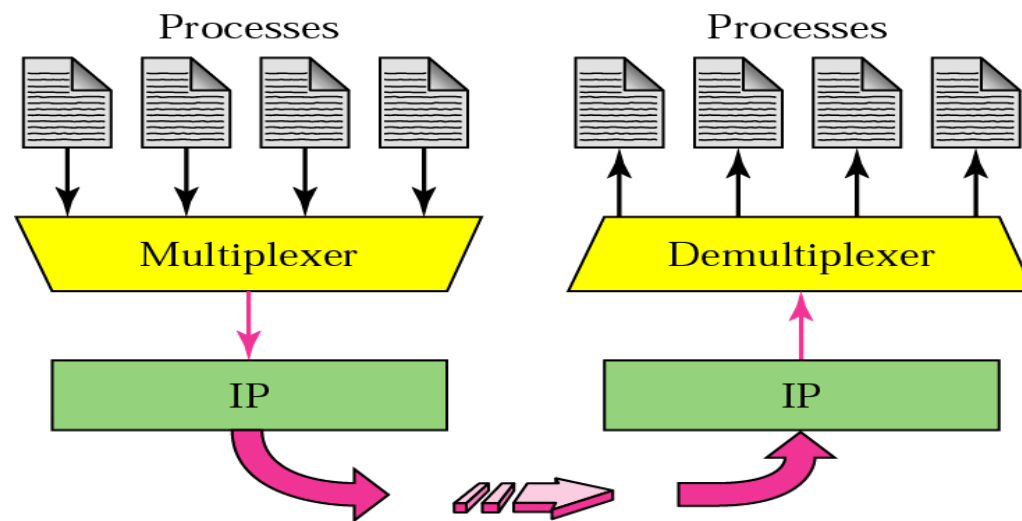 Processes
Processes
Multiplexer
Demultiplexer
IP
IP